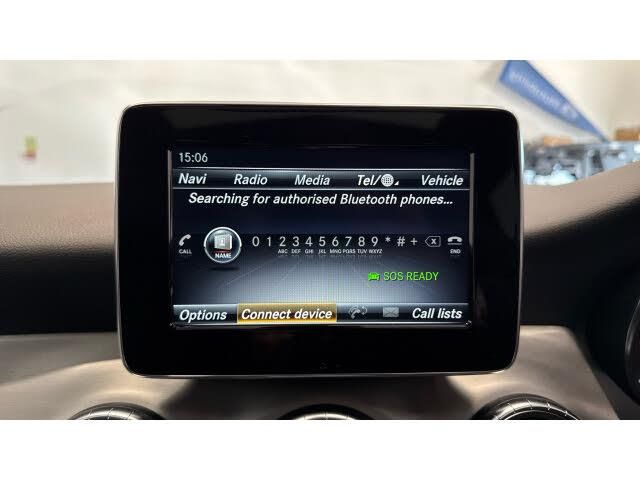 15:06
Navi Radio Media Tel/ Vehicle
Searching for authorised Bluetooth phones...
0 1 2 3 4 5 6 7 8 9 * # +
ABC DEF GHI JKL MNO PQRS TUV WXYZ
CALL NAME END
SOS READY
Options Connect device Call lists